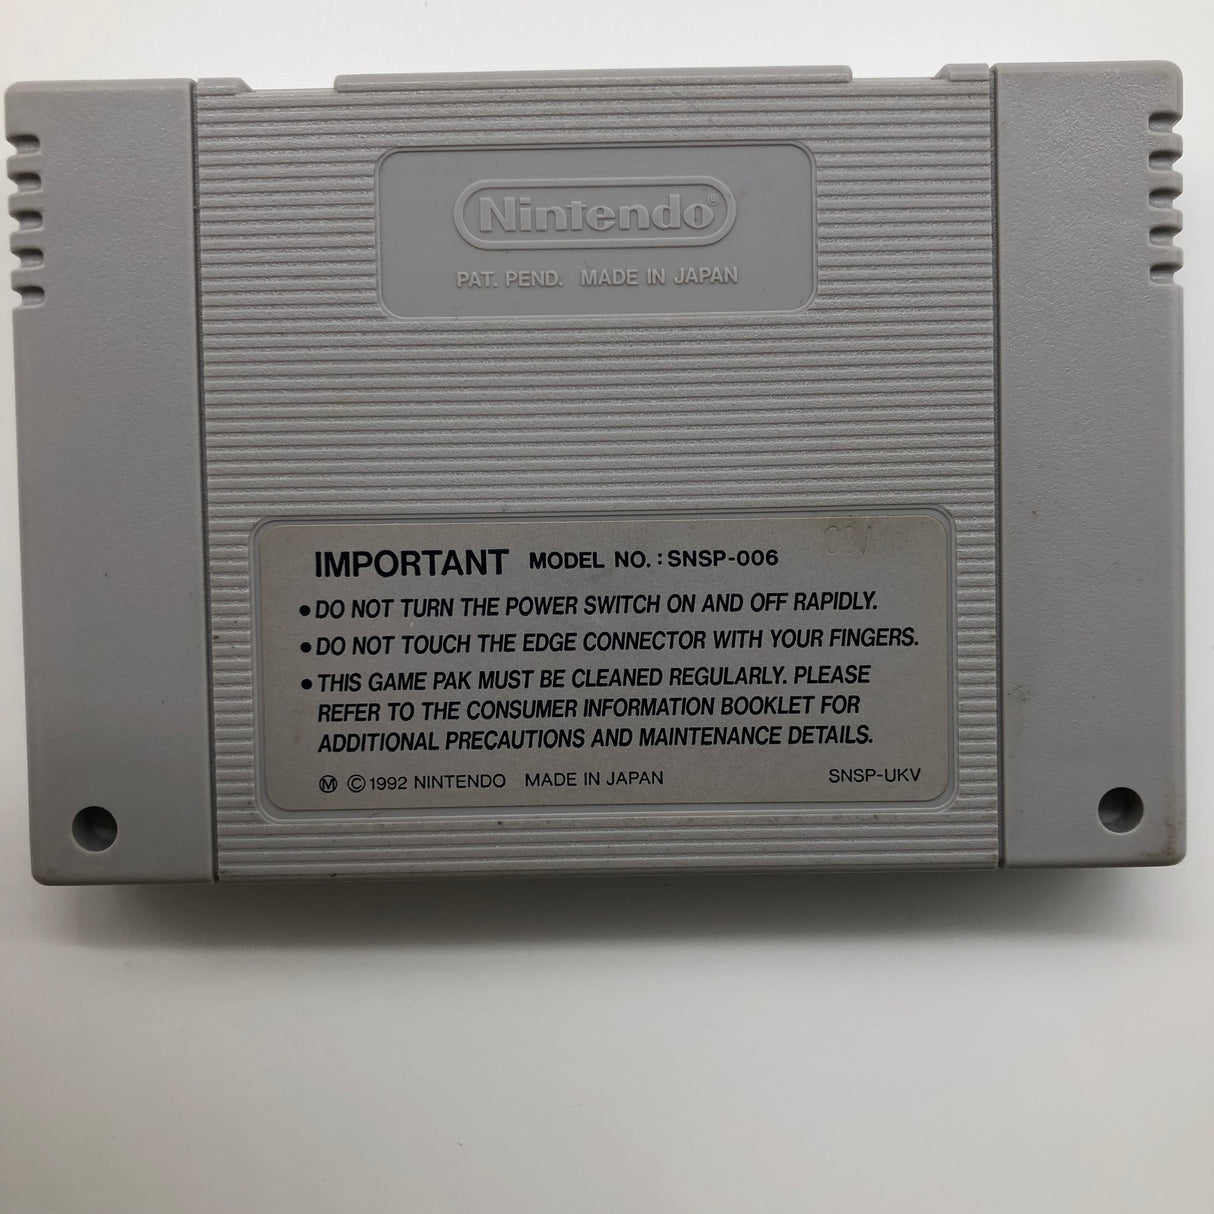 Nintendo®
PAT. PEND. MADE IN JAPAN
IMPORTANT MODEL NO. : SNSP-006
• DO NOT TURN THE POWER SWITCH ON AND OFF RAPIDLY.
• DO NOT TOUCH THE EDGE CONNECTOR WITH YOUR FINGERS.
• THIS GAME PAK MUST BE CLEANED REGULARLY. PLEASE
REFER TO THE CONSUMER INFORMATION BOOKLET FOR
ADDITIONAL PRECAUTIONS AND MAINTENANCE DETAILS.
Ⓜ © 1992 NINTENDO MADE IN JAPAN SNSP-UKV